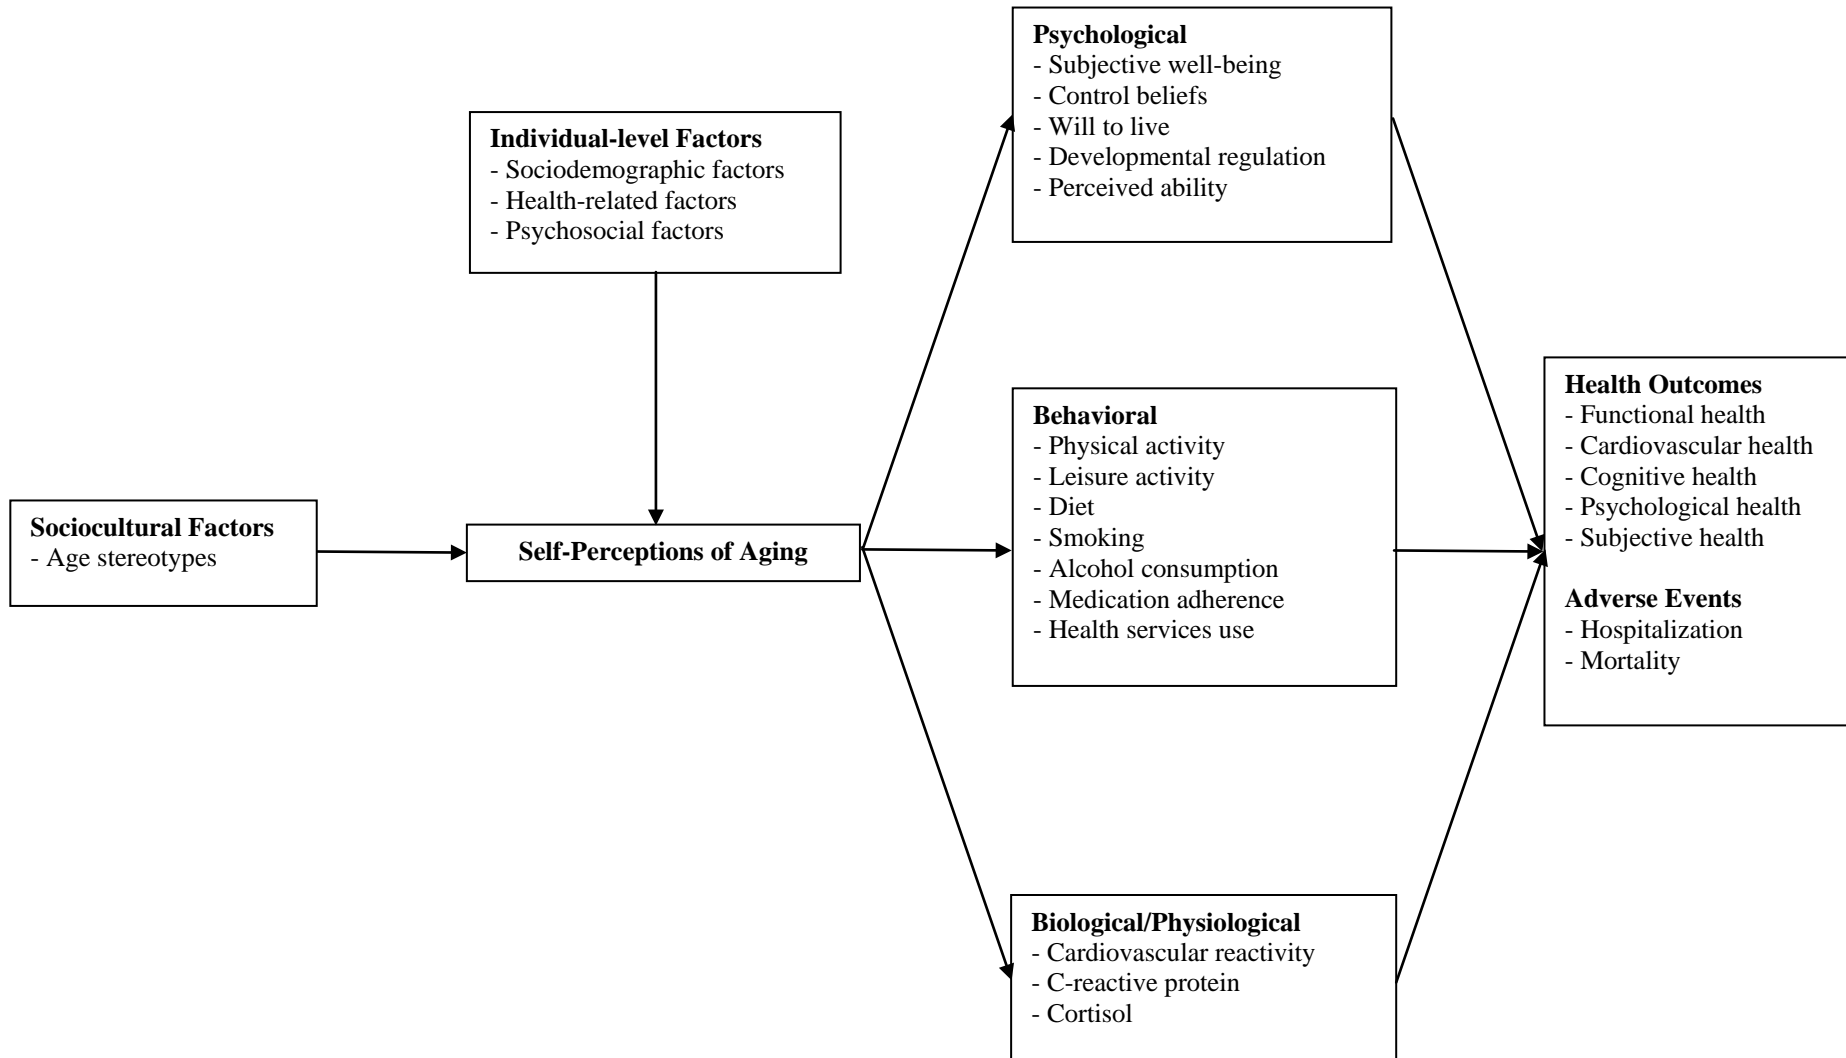 Psychological
- Subjective well-being
- Control beliefs
- Will to live
- Developmental regulation
- Perceived ability
Individual-level Factors
- Sociodemographic factors
- Health-related factors
- Psychosocial factors
Sociocultural Factors
- Age stereotypes
Self-Perceptions of Aging
Behavioral
- Physical activity
- Leisure activity
- Diet
- Smoking
- Alcohol consumption
- Medication adherence
- Health services use
Health Outcomes
- Functional health
- Cardiovascular health
- Cognitive health
- Psychological health
- Subjective health
Adverse Events
- Hospitalization
- Mortality
Biological/Physiological
- Cardiovascular reactivity
- C-reactive protein
- Cortisol